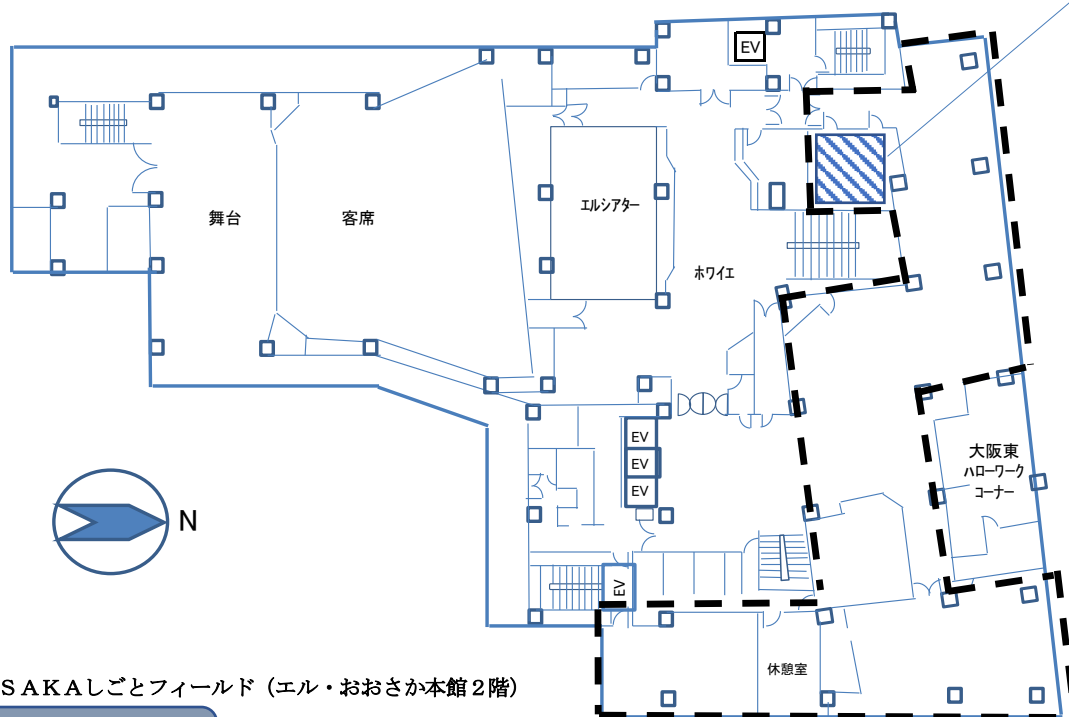 EV
エルシアター
舞台
客席
ホワイエ
EV
EV
EV
大阪東
ハローワーク
コーナー
N
EV
休憩室
ＳＡＫＡしごとフィールド（エル・おおさか本館２階）